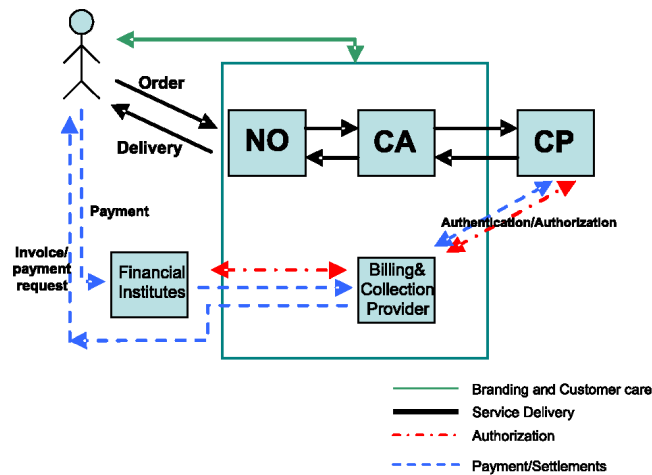 Order
Delivery
NO
CA
CP
Payment
Authentication/Authorization
Invoice/
payment
request
Financial
Institutes
Billing&
Collection
Provider
Branding and Customer care
Service Delivery
Authorization
Payment/Settlements